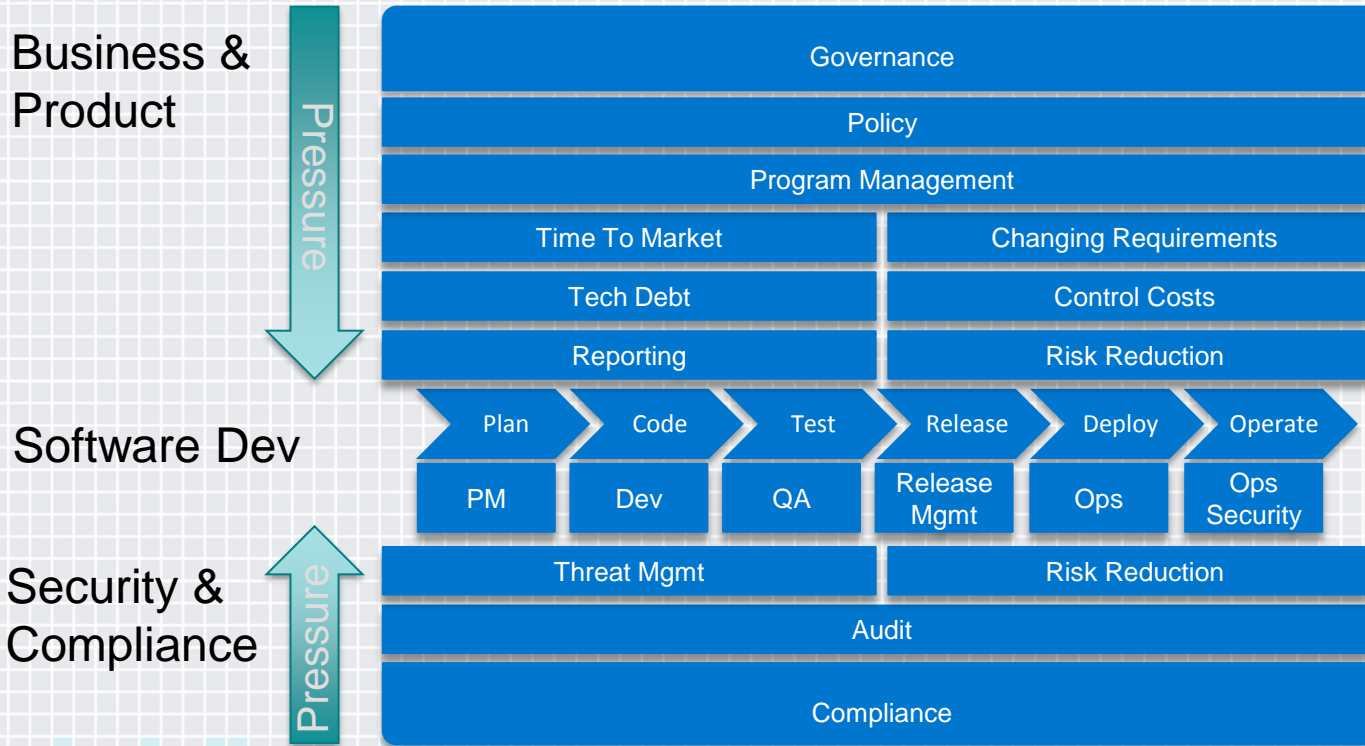 Business &
Product
Pressure
Governance
Policy
Program Management
Time To Market
Changing Requirements
Tech Debt
Control Costs
Reporting
Risk Reduction
Software Dev
Plan
Code
Test
Release
Deploy
Operate
PM
Dev
QA
Release
Mgmt
Ops
Ops
Security
Security &
Compliance
Pressure
Threat Mgmt
Risk Reduction
Audit
Compliance